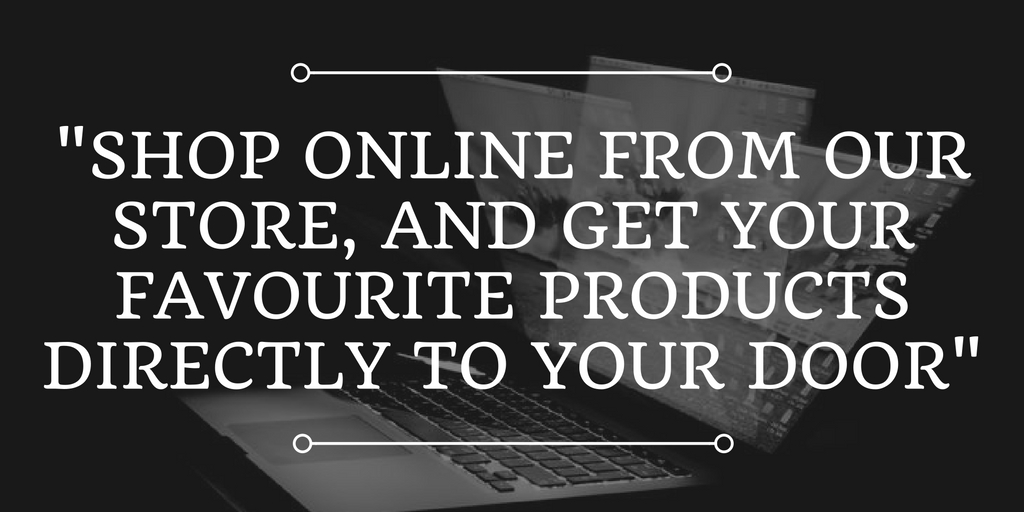 "SHOP ONLINE FROM OUR
STORE, AND GET YOUR
FAVOURITE PRODUCTS
DIRECTLY TO YOUR DOOR"